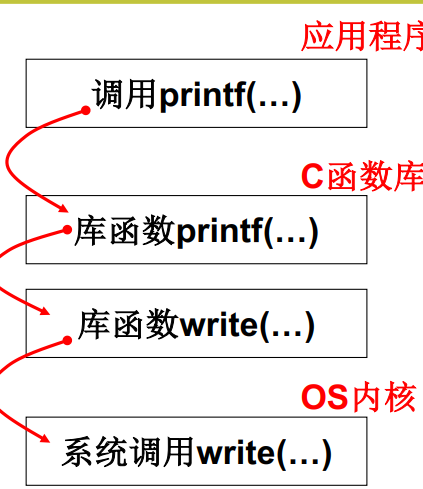 应用程序
调用printf(…)
C函数库
库函数printf(…)
库函数write(…)
OS内核
系统调用write(…)